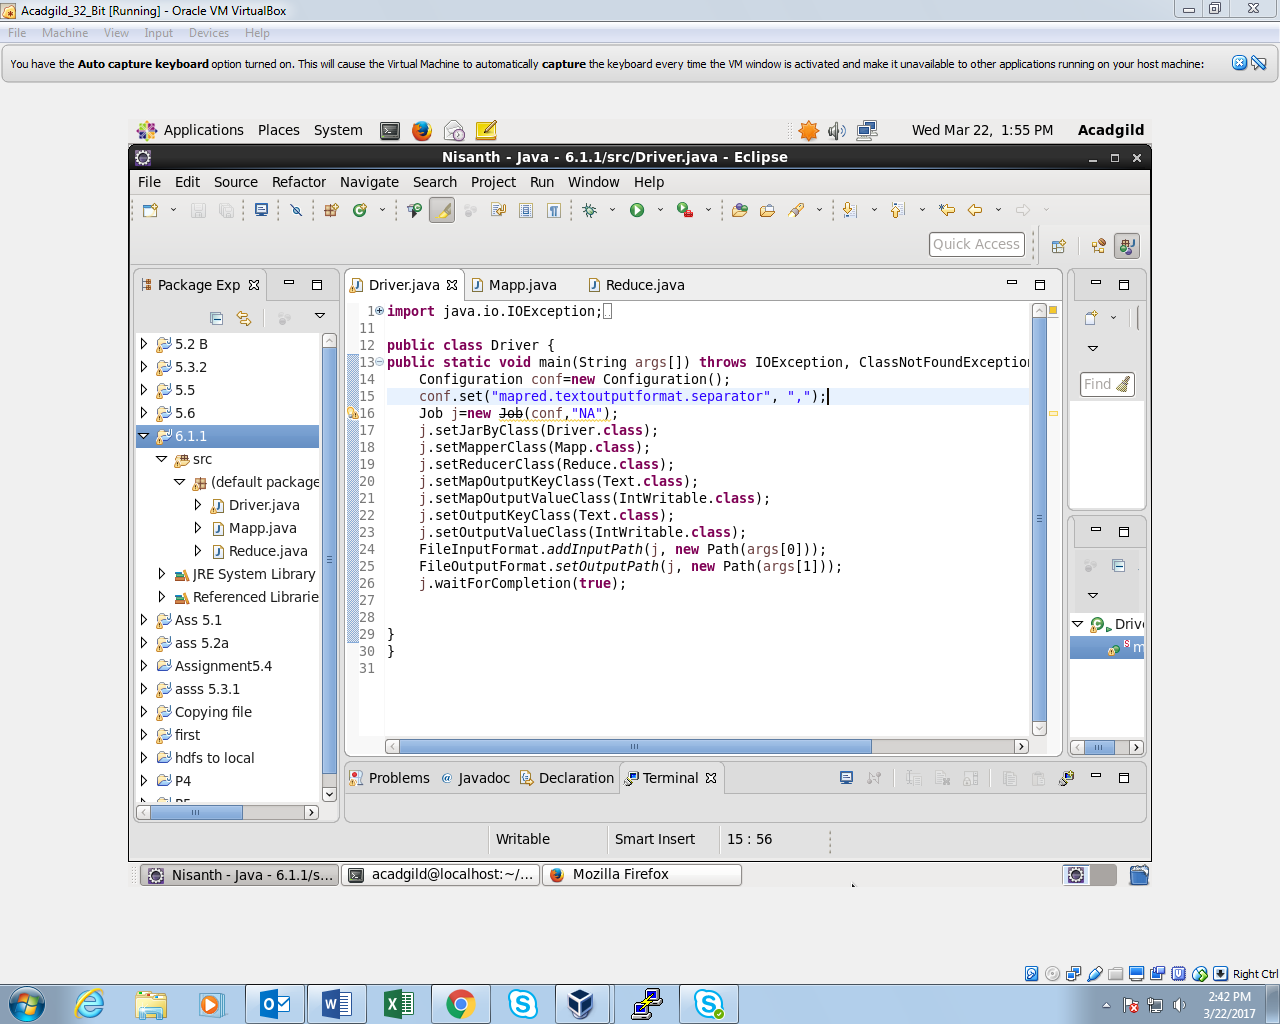 Acadgild_32_Bit [Running] - Oracle VM VirtualBox
File Machine View Input Devices Help
You have the Auto capture keyboard option turned on. This will cause the Virtual Machine to automatically capture the keyboard every time the VM window is activated and make it unavailable to other applications running on your host machine:
Applications Places System Wed Mar 22, 1:55 PM Acadgild
Nisanth - Java - 6.1.1/src/Driver.java - Eclipse
File Edit Source Refactor Navigate Search Project Run Window Help
Quick Access
Package Exp
5.2 B
5.3.2
5.5
5.6
6.1.1
src
(default package
Driver.java
Mapp.java
Reduce.java
JRE System Library
Referenced Librarie
Ass 5.1
ass 5.2a
Assignment5.4
asss 5.3.1
Copying file
first
hdfs to local
P4
Driver.java Mapp.java Reduce.java
1 import java.io.IOException;
11
12 public class Driver {
13 public static void main(String args[]) throws IOException, ClassNotFoundException
14 Configuration conf=new Configuration();
15 conf.set("mapred.textoutputformat.separator", ",");
16 Job j=new Job(conf,"NA");
17 j.setJarByClass(Driver.class);
18 j.setMapperClass(Mapp.class);
19 j.setReducerClass(Reduce.class);
20 j.setMapOutputKeyClass(Text.class);
21 j.setMapOutputValueClass(IntWritable.class);
22 j.setOutputKeyClass(Text.class);
23 j.setOutputValueClass(IntWritable.class);
24 FileInputFormat.addInputPath(j, new Path(args[0]));
25 FileOutputFormat.setOutputPath(j, new Path(args[1]));
26 j.waitForCompletion(true);
27
28
29 }
30 }
31
Find
Drive
m
Problems Javadoc Declaration Terminal
Writable Smart Insert 15 : 56
Nisanth - Java - 6.1.1/s... acadgild@localhost:~/... Mozilla Firefox
Right Ctrl
2:42 PM
3/22/2017